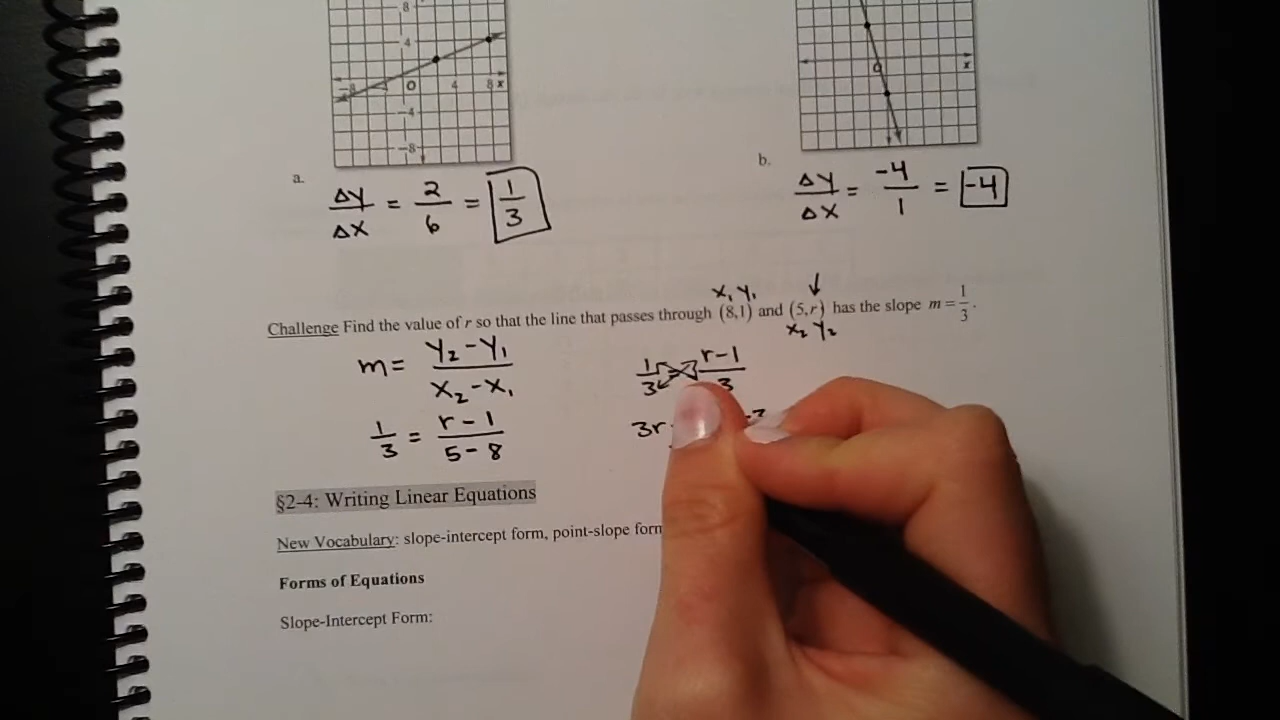 8
4
-8 O 4 8 x
-4
-8
O x
a.
ΔY/ΔX = 2/6 = 1/3
b.
ΔY/ΔX = -4/1 = -4
x₁ y₁ ↓
Challenge Find the value of r so that the line that passes through (8,1) and (5,r) has the slope m = 1/3.
x₂ y₂
m = Y₂ - Y₁ / X₂ - X₁
1/3 = r - 1 / 3
1/3 = r - 1 / 5 - 8
3r
§2-4: Writing Linear Equations
New Vocabulary: slope-intercept form, point-slope form
Forms of Equations
Slope-Intercept Form: